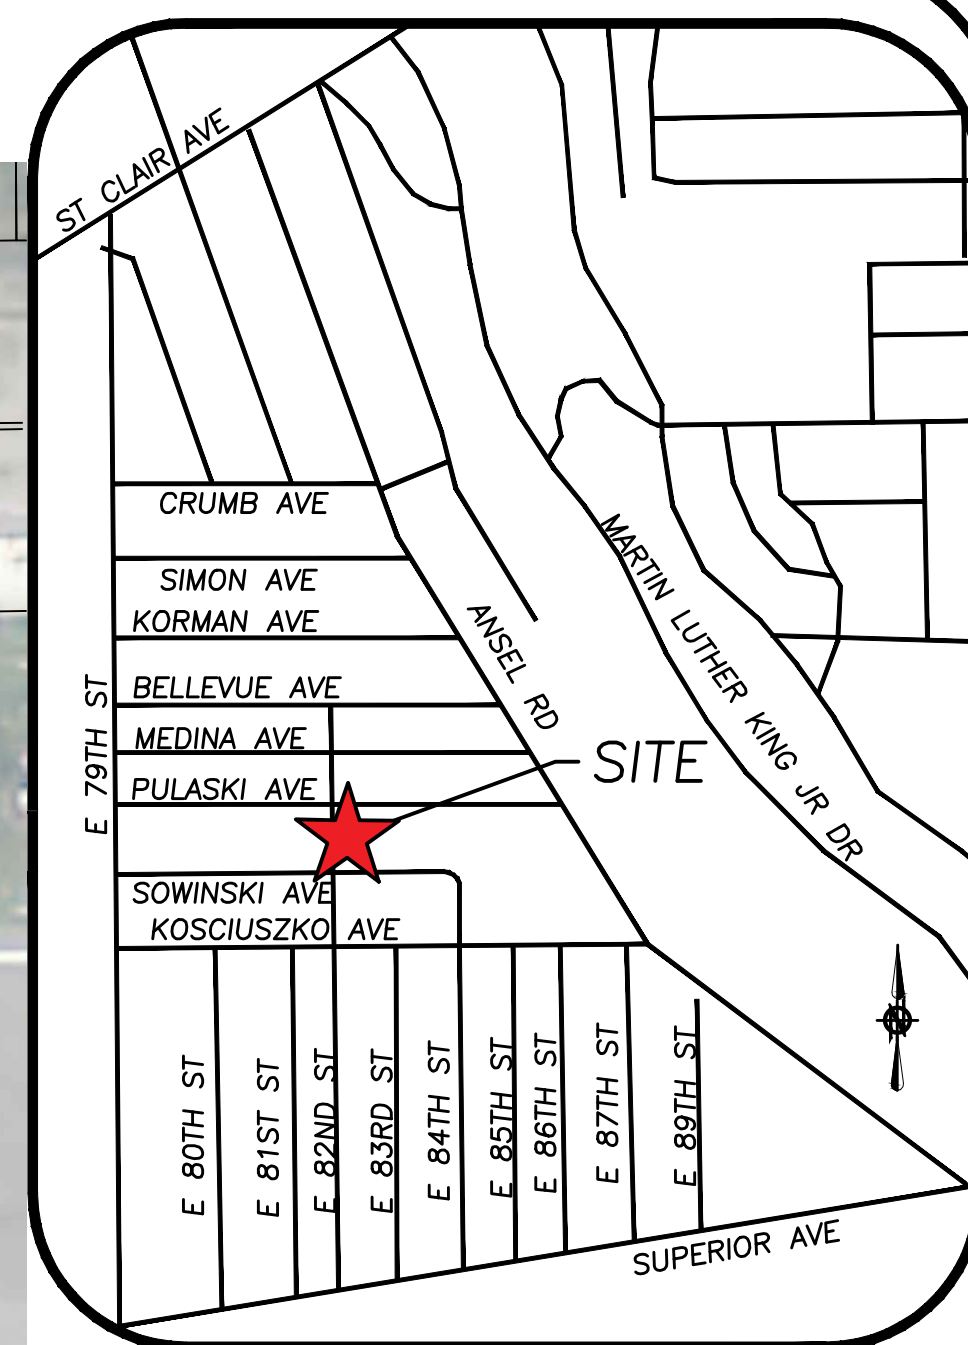 ST CLAIR AVE
CRUMB AVE
SIMON AVE
KORMAN AVE
ANSEL RD
MARTIN LUTHER KING JR DR
BELLEVUE AVE
E 79TH ST
MEDINA AVE
SITE
PULASKI AVE
SOWINSKI AVE
KOSCIUSZKO AVE
E 80TH ST
E 81ST ST
E 82ND ST
E 83RD ST
E 84TH ST
E 85TH ST
E 86TH ST
E 87TH ST
E 89TH ST
SUPERIOR AVE